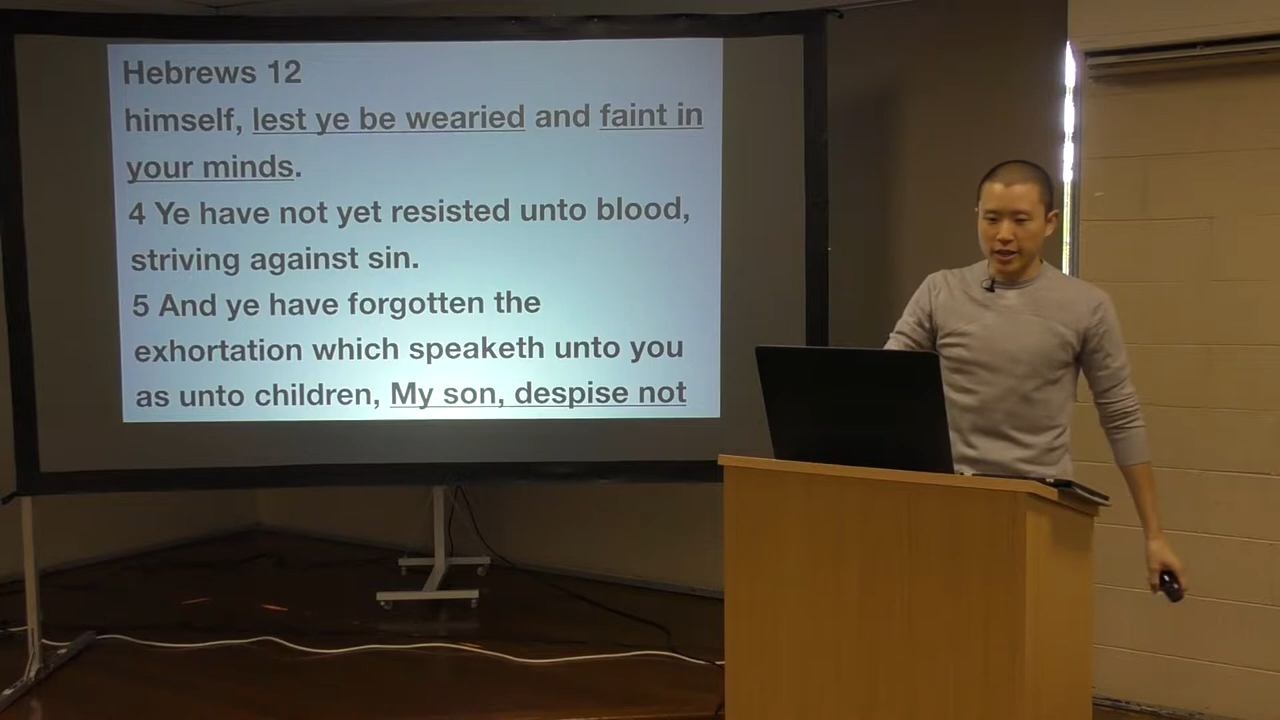 Hebrews 12
himself, lest ye be wearied and faint in
your minds.
4 Ye have not yet resisted unto blood,
striving against sin.
5 And ye have forgotten the
exhortation which speaketh unto you
as unto children, My son, despise not